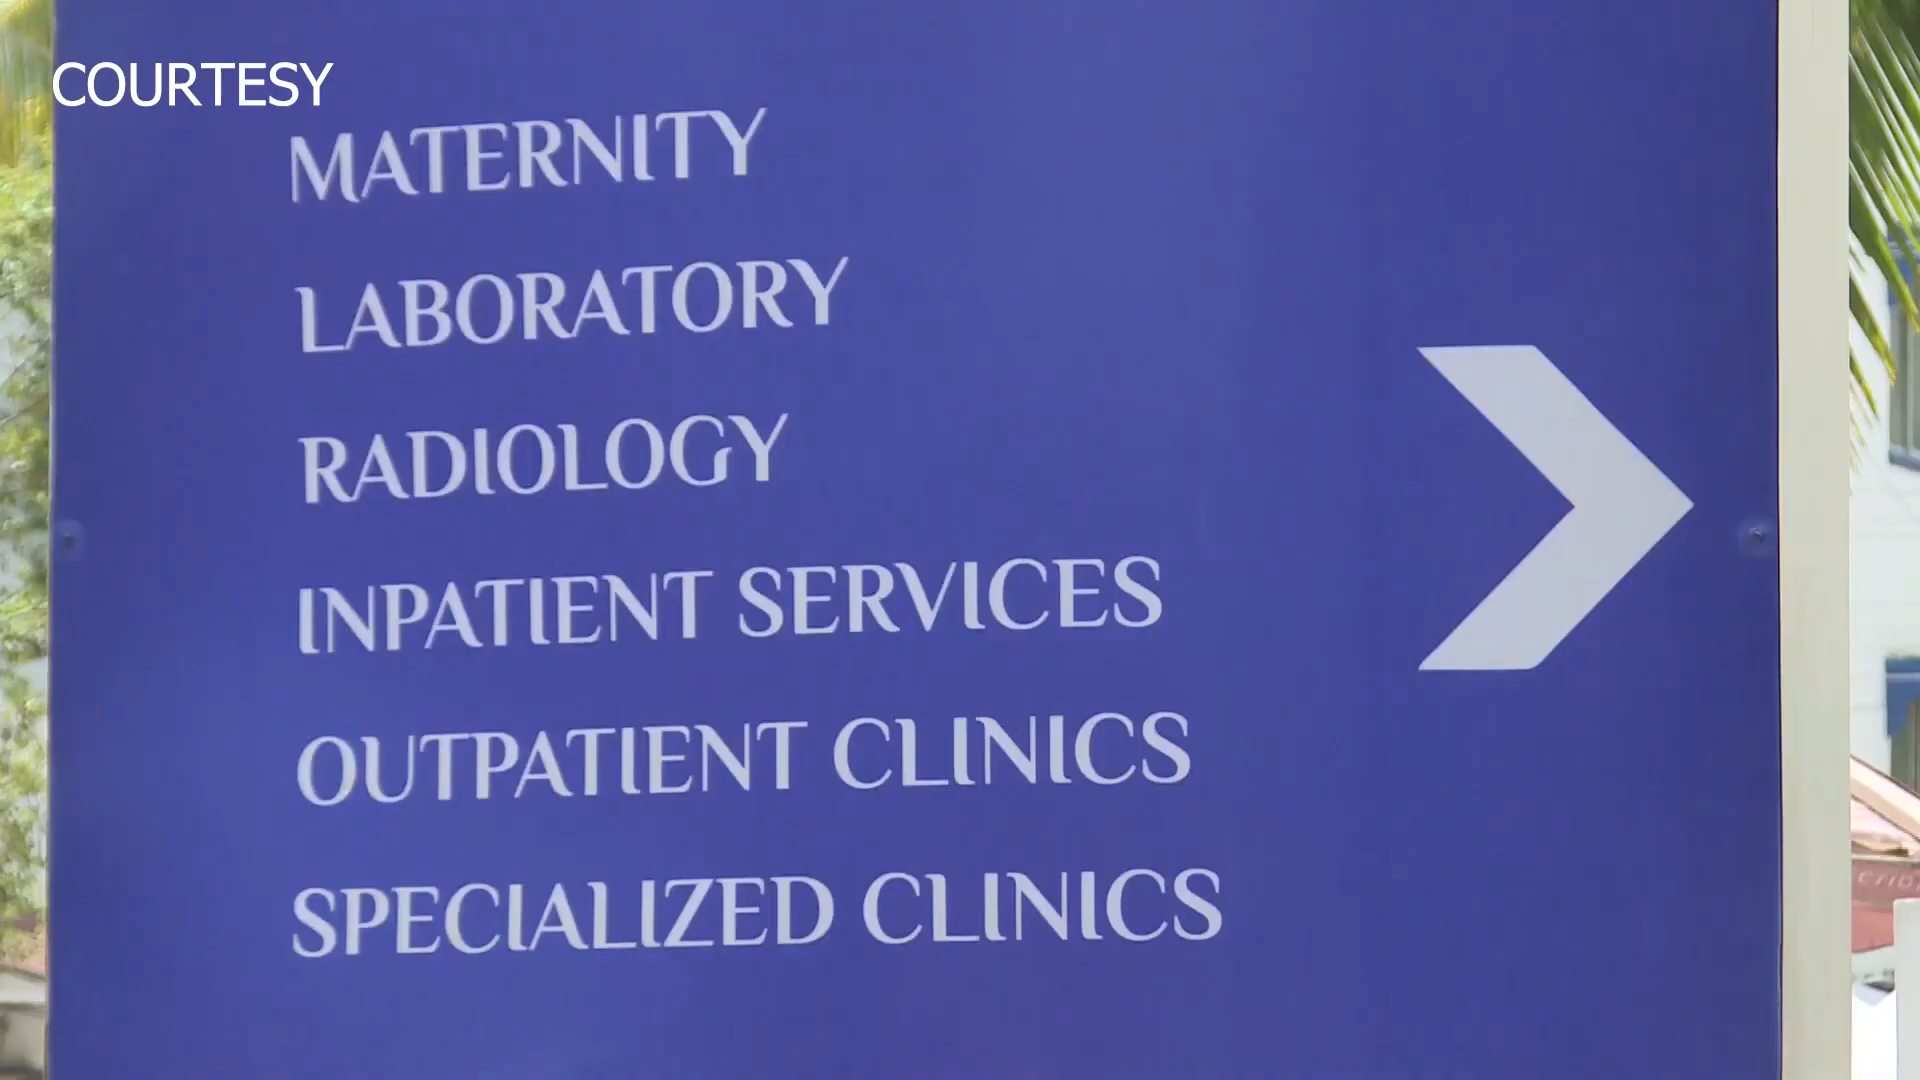 COURTESY
MATERNITY
LABORATORY
RADIOLOGY
INPATIENT SERVICES
OUTPATIENT CLINICS
SPECIALIZED CLINICS